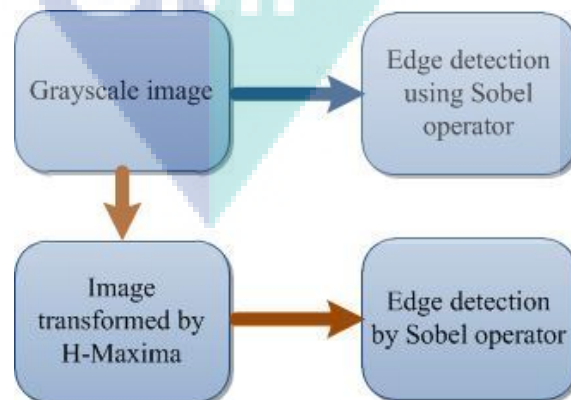 Grayscale image
Edge detection
using Sobel
operator
Image
transformed by
H-Maxima
Edge detection
by Sobel operator